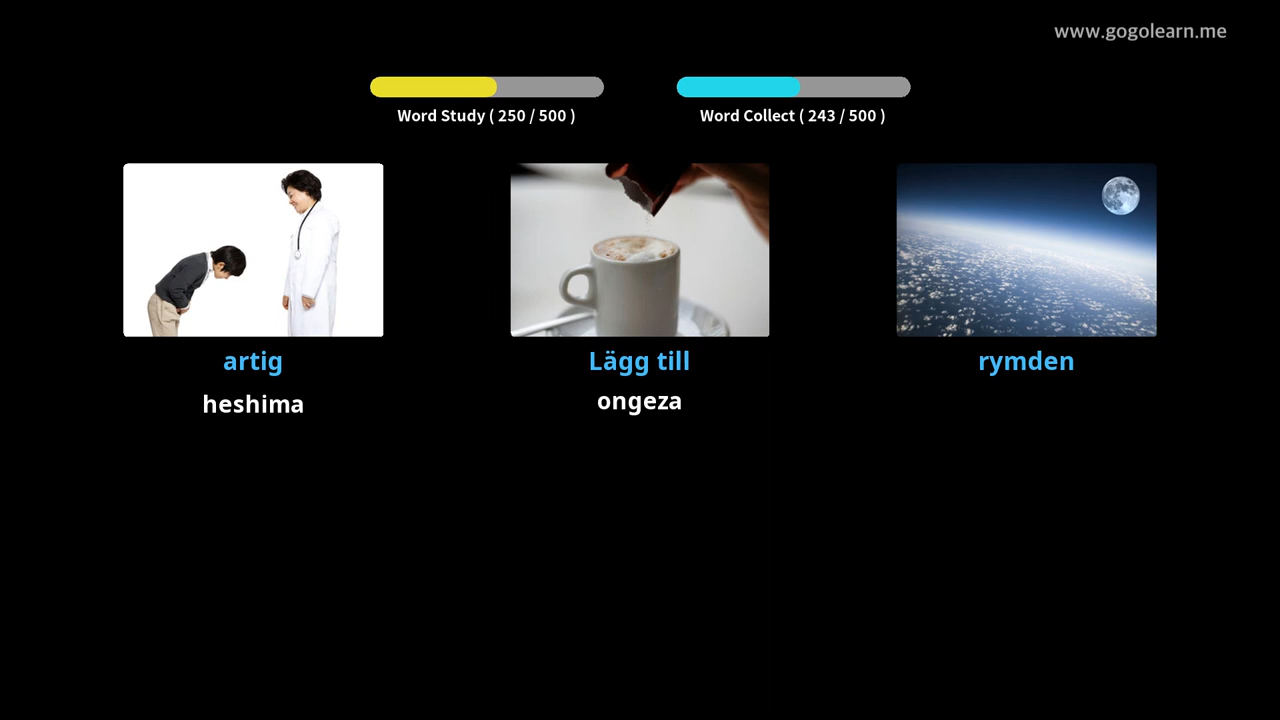 www.gogolearn.me
Word Study ( 250 / 500 )
Word Collect ( 243 / 500 )
artig
Lägg till
rymden
heshima
ongeza